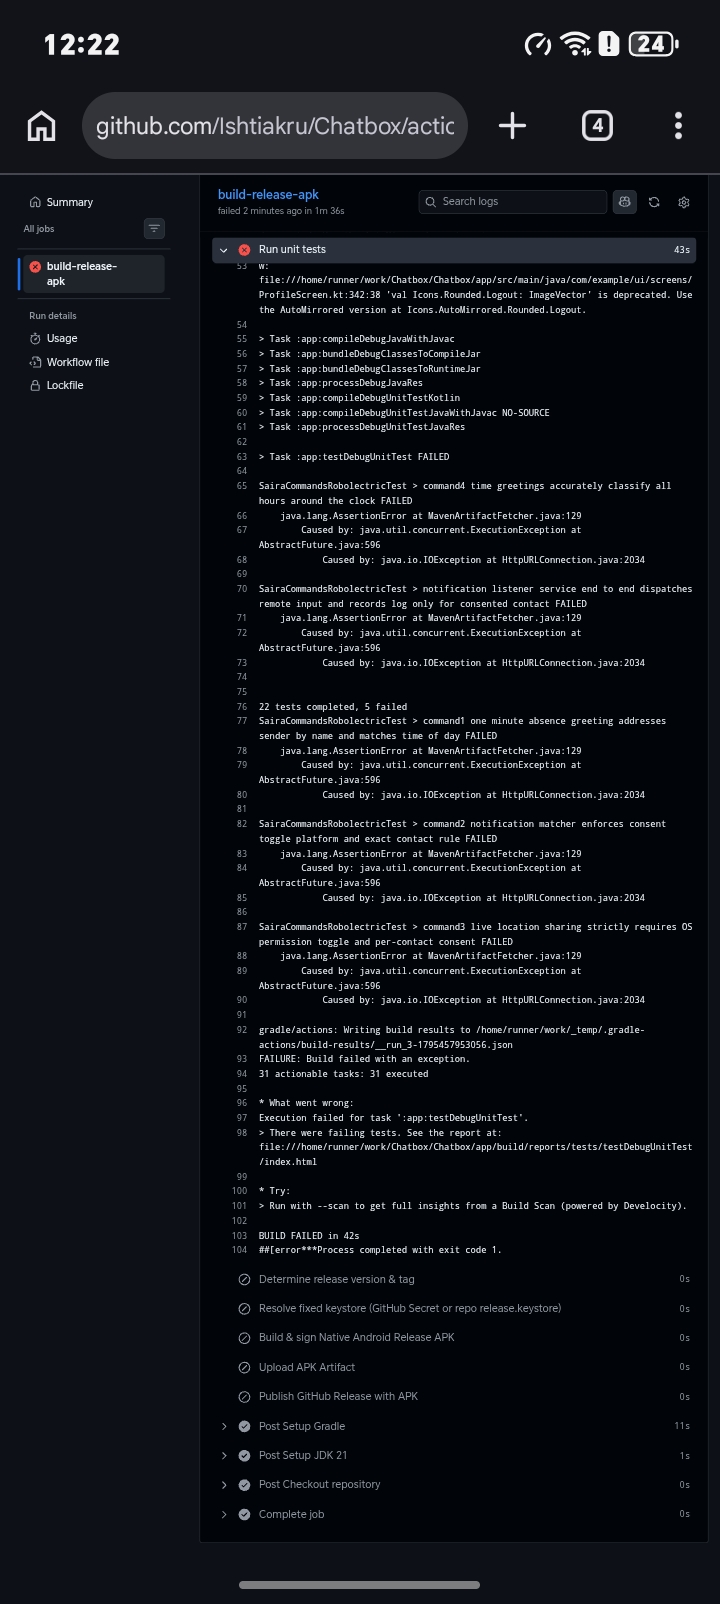 12:22
24
github.com/Ishtiakru/Chatbox/actic
4
Summary
All jobs
build-release-
apk
Run details
Usage
Workflow file
Lockfile
build-release-apk
failed 2 minutes ago in 1m 36s
Search logs
Run unit tests 43s
53 w:
file:///home/runner/work/Chatbox/Chatbox/app/src/main/java/com/example/ui/screens/
ProfileScreen.kt:342:38 'val Icons.Rounded.Logout: ImageVector' is deprecated. Use
the AutoMirrored version at Icons.AutoMirrored.Rounded.Logout.
54
55 > Task :app:compileDebugJavaWithJavac
56 > Task :app:bundleDebugClassesToCompileJar
57 > Task :app:bundleDebugClassesToRuntimeJar
58 > Task :app:processDebugJavaRes
59 > Task :app:compileDebugUnitTestKotlin
60 > Task :app:compileDebugUnitTestJavaWithJavac NO-SOURCE
61 > Task :app:processDebugUnitTestJavaRes
62
63 > Task :app:testDebugUnitTest FAILED
64
65 SairaCommandsRobolectricTest > command4 time greetings accurately classify all
hours around the clock FAILED
66 java.lang.AssertionError at MavenArtifactFetcher.java:129
67 Caused by: java.util.concurrent.ExecutionException at
AbstractFuture.java:596
68 Caused by: java.io.IOException at HttpURLConnection.java:2034
69
70 SairaCommandsRobolectricTest > notification listener service end to end dispatches
remote input and records log only for consented contact FAILED
71 java.lang.AssertionError at MavenArtifactFetcher.java:129
72 Caused by: java.util.concurrent.ExecutionException at
AbstractFuture.java:596
73 Caused by: java.io.IOException at HttpURLConnection.java:2034
74
75
76 22 tests completed, 5 failed
77 SairaCommandsRobolectricTest > command1 one minute absence greeting addresses
sender by name and matches time of day FAILED
78 java.lang.AssertionError at MavenArtifactFetcher.java:129
79 Caused by: java.util.concurrent.ExecutionException at
AbstractFuture.java:596
80 Caused by: java.io.IOException at HttpURLConnection.java:2034
81
82 SairaCommandsRobolectricTest > command2 notification matcher enforces consent
toggle platform and exact contact rule FAILED
83 java.lang.AssertionError at MavenArtifactFetcher.java:129
84 Caused by: java.util.concurrent.ExecutionException at
AbstractFuture.java:596
85 Caused by: java.io.IOException at HttpURLConnection.java:2034
86
87 SairaCommandsRobolectricTest > command3 live location sharing strictly requires OS
permission toggle and per-contact consent FAILED
88 java.lang.AssertionError at MavenArtifactFetcher.java:129
89 Caused by: java.util.concurrent.ExecutionException at
AbstractFuture.java:596
90 Caused by: java.io.IOException at HttpURLConnection.java:2034
91
92 gradle/actions: Writing build results to /home/runner/work/_temp/.gradle-
actions/build-results/__run_3-1795457953056.json
93 FAILURE: Build failed with an exception.
94 31 actionable tasks: 31 executed
95
96 * What went wrong:
97 Execution failed for task ':app:testDebugUnitTest'.
98 > There were failing tests. See the report at:
file:///home/runner/work/Chatbox/Chatbox/app/build/reports/tests/testDebugUnitTest
/index.html
99
100 * Try:
101 > Run with --scan to get full insights from a Build Scan (powered by Develocity).
102
103 BUILD FAILED in 42s
104 ##[error***Process completed with exit code 1.
Determine release version & tag 0s
Resolve fixed keystore (GitHub Secret or repo release.keystore) 0s
Build & sign Native Android Release APK 0s
Upload APK Artifact 0s
Publish GitHub Release with APK 0s
Post Setup Gradle 11s
Post Setup JDK 21 1s
Post Checkout repository 0s
Complete job 0s